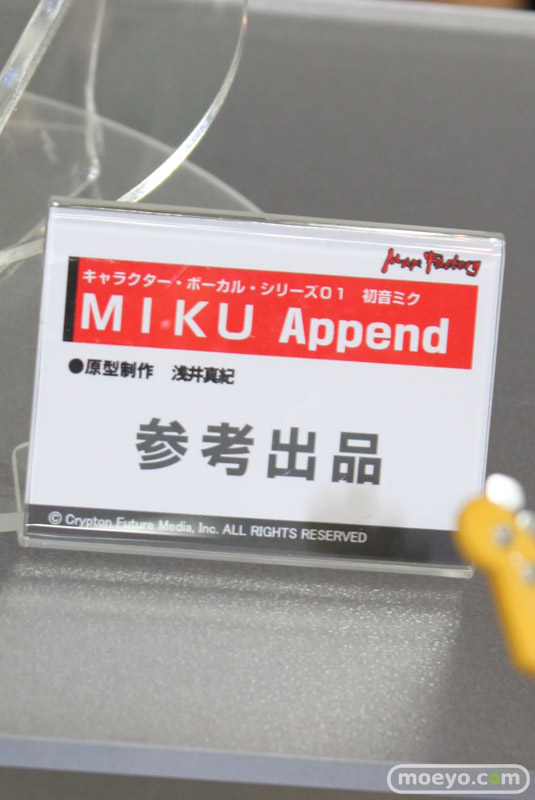 Max Factory
キャラクター・ボーカル・シリーズ01 初音ミク
MIKU Append
●原型制作 浅井真紀
参考出品
© Crypton Future Media, Inc. ALL RIGHTS RESERVED
moeyo.com